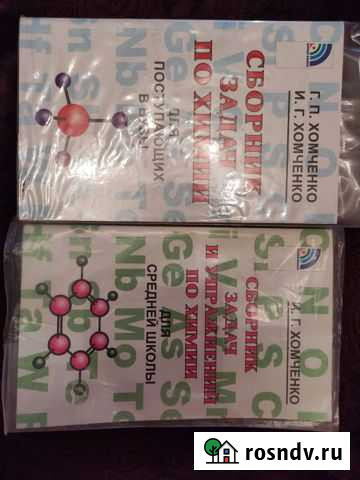 Г. П. ХОМЧЕНКО
И. Г. ХОМЧЕНКО
СБОРНИК
ЗАДАЧ
ПО ХИМИИ
ДЛЯ
ПОСТУПАЮЩИХ
В ВУЗЫ
И. Г. ХОМЧЕНКО
СБОРНИК
ЗАДАЧ
И УПРАЖНЕНИЙ
ПО ХИМИИ
ДЛЯ
СРЕДНЕЙ ШКОЛЫ
rosndv.ru